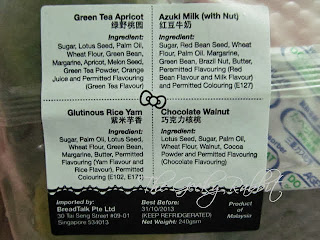 Green Tea Apricot
绿野桃园
Ingredient:
Sugar, Lotus Seed, Palm Oil,
Wheat Flour, Green Bean,
Margarine, Apricot, Melon Seed,
Green Tea Powder, Orange
Juice and Permitted Flavouring
(Green Tea Flavour)
Azuki Milk (with Nut)
红豆牛奶
Ingredient:
Sugar, Red Bean Seed, Wheat
Flour, Palm Oil, Margarine,
Green Bean, Brazil Nut, Butter,
Permitted Flavouring (Red
Bean Flavour and Milk Flavour)
and Permitted Colouring (E127)
Glutinous Rice Yam
紫米芋香
Ingredient:
Sugar, Palm Oil, Lotus Seed,
Wheat Flour, Green Bean,
Margarine, Butter, Permitted
Flavouring (Yam Flavour and
Rice Flavour), Permitted
Colouring (E122, E171)
Chocolate Walnut
巧克力核桃
Ingredient:
Lotus Seed, Sugar, Palm Oil,
Wheat Flour, Walnut, Cocoa
Powder and Permitted Flavouring
(Chocolate Flavour)
Imported by:
BreadTalk Pte Ltd
30 Tai Seng Street #09-01
Singapore 534013
Best Before:
31/10/2013
(KEEP REFRIDGERATED)
Net Weight: 240gsm
Product of
Malaysia